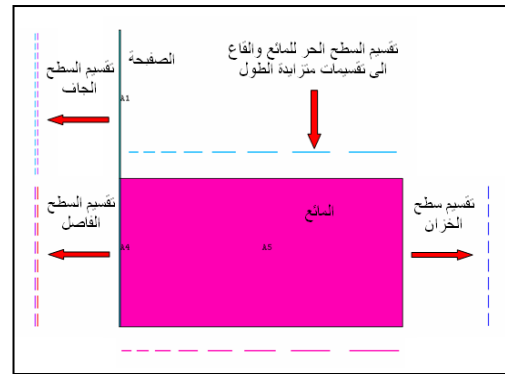 تقسيم السطح الحر للمائع والقاع
الى تقسيمات متزايدة الطول
الصفيحة
تقسيم السطح
الجاف
A1
تقسيم السطح
الفاصل
المائع
تقسيم سطح
الخزان
A4
A5